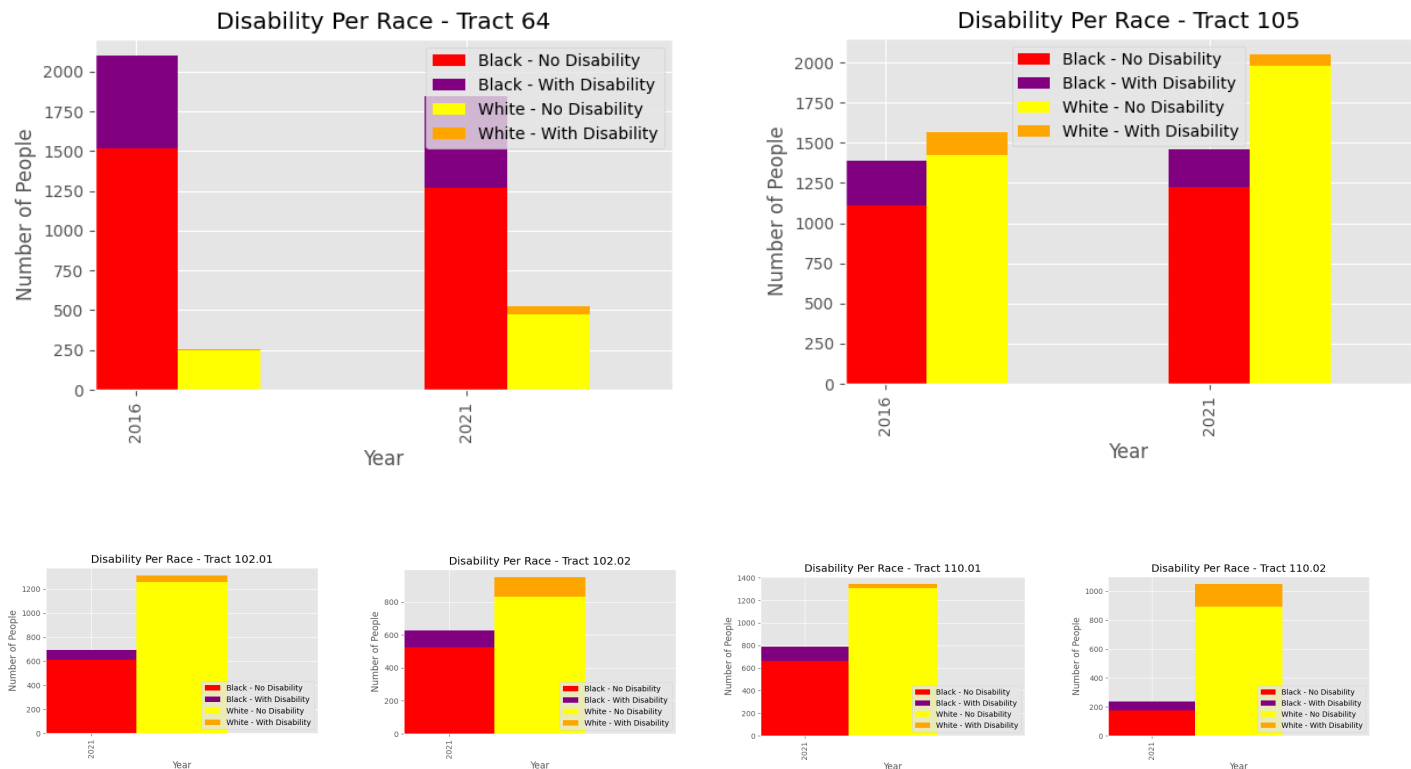 Disability Per Race - Tract 64
Number of People
2000
1750
1500
1250
1000
750
500
250
0
Black - No Disability
Black - With Disability
White - No Disability
White - With Disability
2016
2021
Year
Disability Per Race - Tract 105
Number of People
2000
1750
1500
1250
1000
750
500
250
0
Black - No Disability
Black - With Disability
White - No Disability
White - With Disability
2016
2021
Year
Disability Per Race - Tract 102.01
Number of People
1200
1000
800
600
400
200
0
Black - No Disability
Black - With Disability
White - No Disability
White - With Disability
2021
Year
Disability Per Race - Tract 102.02
Number of People
800
600
400
200
0
Black - No Disability
Black - With Disability
White - No Disability
White - With Disability
2021
Year
Disability Per Race - Tract 110.01
Number of People
1400
1200
1000
800
600
400
200
0
Black - No Disability
Black - With Disability
White - No Disability
White - With Disability
2021
Year
Disability Per Race - Tract 110.02
Number of People
1000
800
600
400
200
0
Black - No Disability
Black - With Disability
White - No Disability
White - With Disability
2021
Year